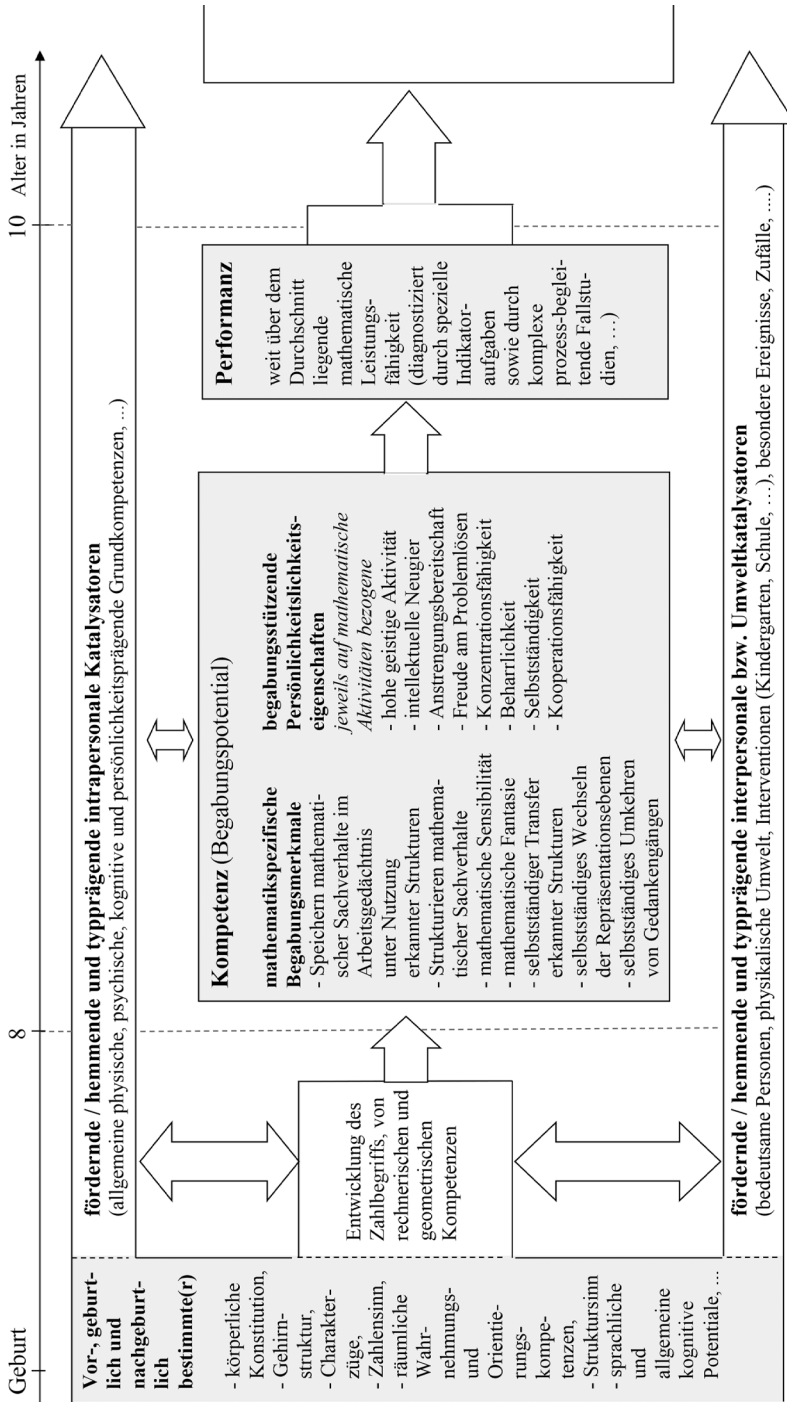 Geburt
8
10
Alter in Jahren
Vor-, geburt-
lich und
nachgeburt-
lich
bestimmte(r)
- körperliche
Konstitution,
- Gehirn-
struktur,
- Charakter-
züge,
- Zahlensinn,
- räumliche
Wahr-
nehmungs-
und
Orientie-
rungs-
kompe-
tenzen,
- Struktursinn
- sprachliche
und
allgemeine
kognitive
Potentiale, ...
fördernde / hemmende und typprägende intrapersonale Katalysatoren
(allgemeine physische, psychische, kognitive und persönlichkeitsprägende Grundkompetenzen, ...)
Entwicklung des
Zahlbegriffs, von
rechnerischen und
geometrischen
Kompetenzen
Kompetenz (Begabungspotential)
mathematikspezifische
Begabungsmerkmale
- Speichern mathemati-
scher Sachverhalte im
Arbeitsgedächtnis
unter Nutzung
erkannter Strukturen
- Strukturieren mathema-
tischer Sachverhalte
- mathematische Sensibilität
- mathematische Fantasie
- selbstständiger Transfer
erkannter Strukturen
- selbstständiges Wechseln
der Repräsentationsebenen
- selbstständiges Umkehren
von Gedankengängen
begabungsstützende
Persönlichkeitslichkeits-
eigenschaften
jeweils auf mathematische
Aktivitäten bezogene
- hohe geistige Aktivität
- intellektuelle Neugier
- Anstrengungsbereitschaft
- Freude am Problemlösen
- Konzentrationsfähigkeit
- Beharrlichkeit
- Selbstständigkeit
- Kooperationsfähigkeit
Performanz
weit über dem
Durchschnitt
liegende
mathematische
Leistungs-
fähigkeit
(diagnostiziert
durch spezielle
Indikator-
aufgaben
sowie durch
komplexe
prozess-beglei-
tende Fallstu-
dien, …)
fördernde / hemmende und typprägende interpersonale bzw. Umweltkatalysatoren
(bedeutsame Personen, physikalische Umwelt, Interventionen (Kindergarten, Schule, …), besondere Ereignisse, Zufälle, ....)